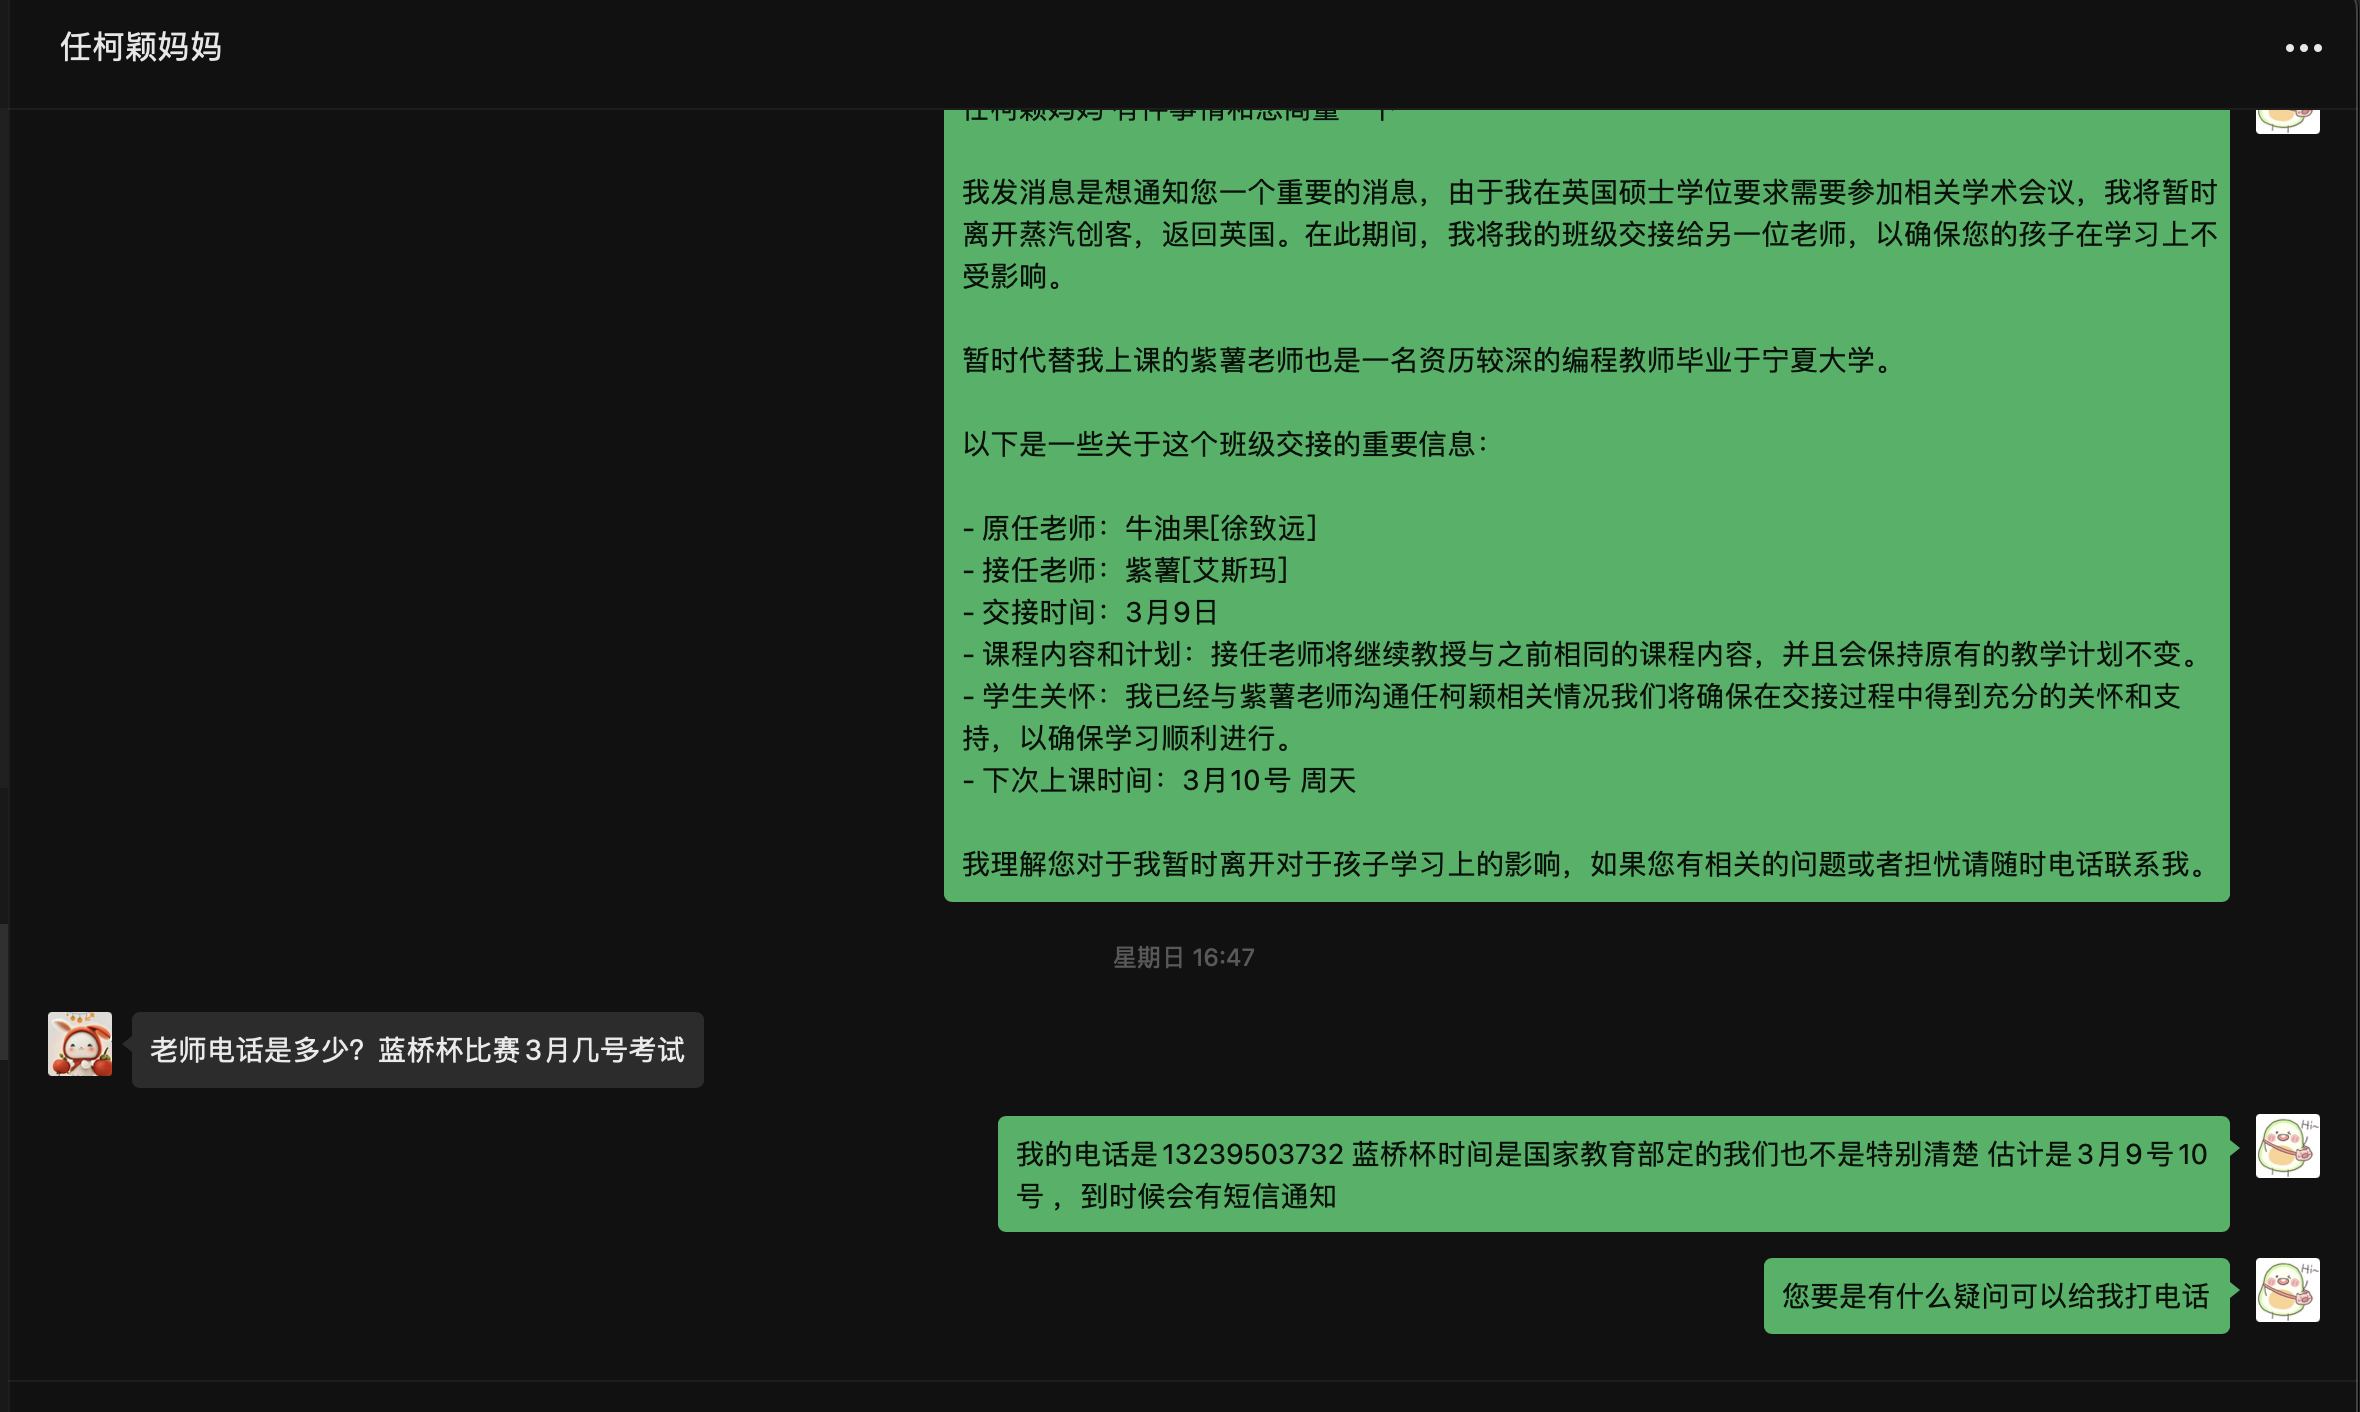 任柯颖妈妈
任柯颖妈妈 有件事情和您商量一下
我发消息是想通知您一个重要的消息，由于我在英国硕士学位要求需要参加相关学术会议，我将暂时
离开蒸汽创客，返回英国。在此期间，我将我的班级交接给另一位老师，以确保您的孩子在学习上不
受影响。
暂时代替我上课的紫薯老师也是一名资历较深的编程教师毕业于宁夏大学。
以下是一些关于这个班级交接的重要信息：
- 原任老师：牛油果[徐致远]
- 接任老师：紫薯[艾斯玛]
- 交接时间：3月9日
- 课程内容和计划：接任老师将继续教授与之前相同的课程内容，并且会保持原有的教学计划不变。
- 学生关怀：我已经与紫薯老师沟通任柯颖相关情况我们将确保在交接过程中得到充分的关怀和支
持，以确保学习顺利进行。
- 下次上课时间：3月10号 周天
我理解您对于我暂时离开对于孩子学习上的影响，如果您有相关的问题或者担忧请随时电话联系我。
星期日 16:47
老师电话是多少？蓝桥杯比赛3月几号考试
我的电话是13239503732 蓝桥杯时间是国家教育部定的我们也不是特别清楚 估计是3月9号10
号 ，到时候会有短信通知
Hi~
您要是有什么疑问可以给我打电话
Hi~